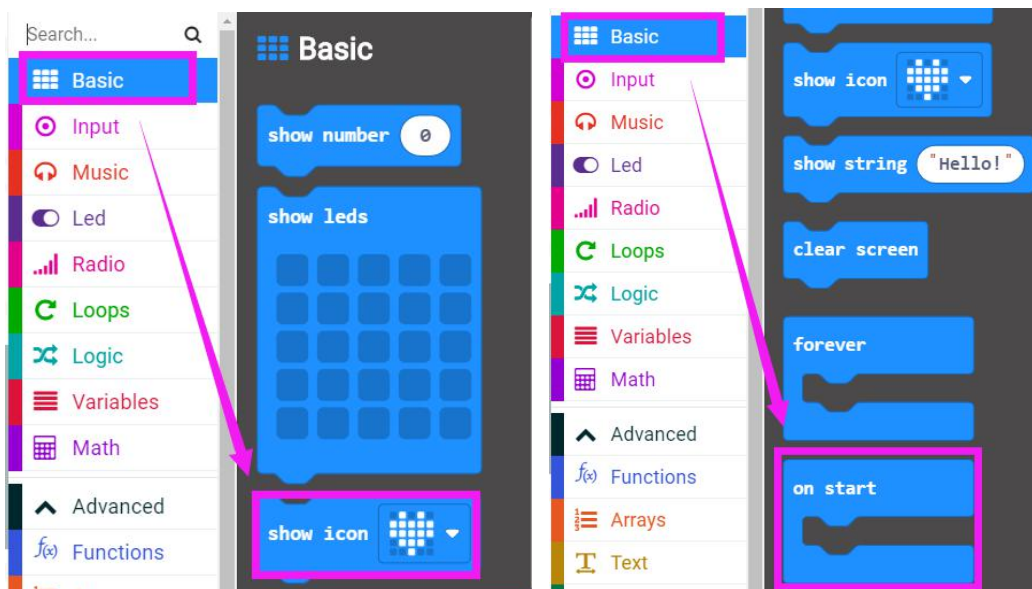 Search...
Basic
Input
Music
Led
Radio
Loops
Logic
Variables
Math
Advanced
f(x) Functions
Basic
show number 0
show leds
show icon
Basic
Input
Music
Led
Radio
Loops
Logic
Variables
Math
Advanced
f(x) Functions
Arrays
Text
show icon
show string "Hello!"
clear screen
forever
on start